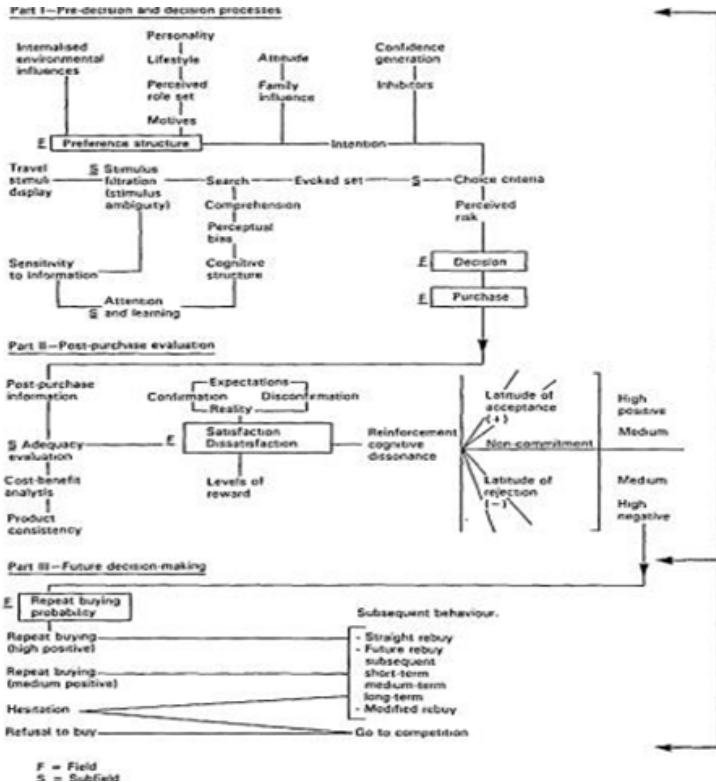 Part I—Pre-decision and decision processes
Personality
Internalised
environmental
influences
Lifestyle
Perceived
role set
Motives
Attitude
Family
influence
Confidence
generation
Inhibitors
F Preference structure
Intention
Travel
stimuli
display
S Stimulus
filtration
(stimulus
ambiguity)
Search
Evoked set
S
Choice criteria
Comprehension
Perceptual
bias
Cognitive
structure
Perceived
risk
Sensitivity
to information
Attention
S and learning
F Decision
F Purchase
Part II—Post-purchase evaluation
Post-purchase
information
Expectations
Confirmation
Disconfirmation
Reality
S Adequacy
evaluation
F Satisfaction
Dissatisfaction
Reinforcement
cognitive
dissonance
Latitude of
acceptance
(+)
Non-commitment
Latitude of
rejection
(−)
High
positive
Medium
Medium
High
negative
Cost-benefit
analysis
Levels of
reward
Product
consistency
Part III—Future decision-making
F Repeat buying
probability
Subsequent behaviour.
Repeat buying
(high positive)
Repeat buying
(medium positive)
Hesitation
Refusal to buy
- Straight rebuy
- Future rebuy
subsequent
short-term
medium-term
long-term
- Modified rebuy
Go to competition
F = Field
S = Subfield